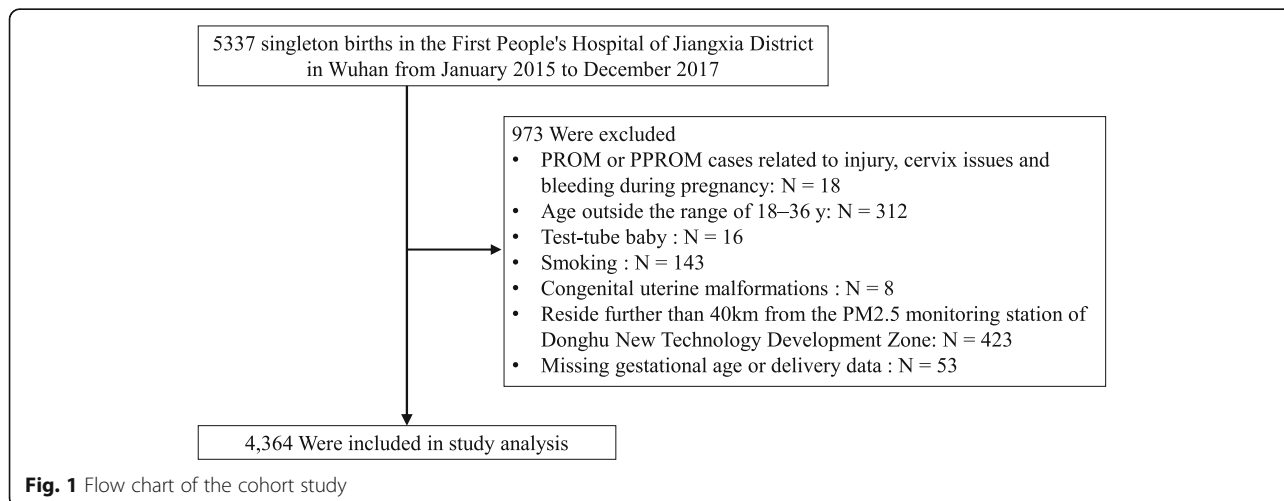 5337 singleton births in the First People's Hospital of Jiangxia District
in Wuhan from January 2015 to December 2017
973 Were excluded
• PROM or PPROM cases related to injury, cervix issues and
bleeding during pregnancy: N = 18
• Age outside the range of 18–36 y: N = 312
• Test-tube baby : N = 16
• Smoking : N = 143
• Congenital uterine malformations : N = 8
• Reside further than 40km from the PM2.5 monitoring station of
Donghu New Technology Development Zone: N = 423
• Missing gestational age or delivery data : N = 53
4,364 Were included in study analysis
Fig. 1 Flow chart of the cohort study